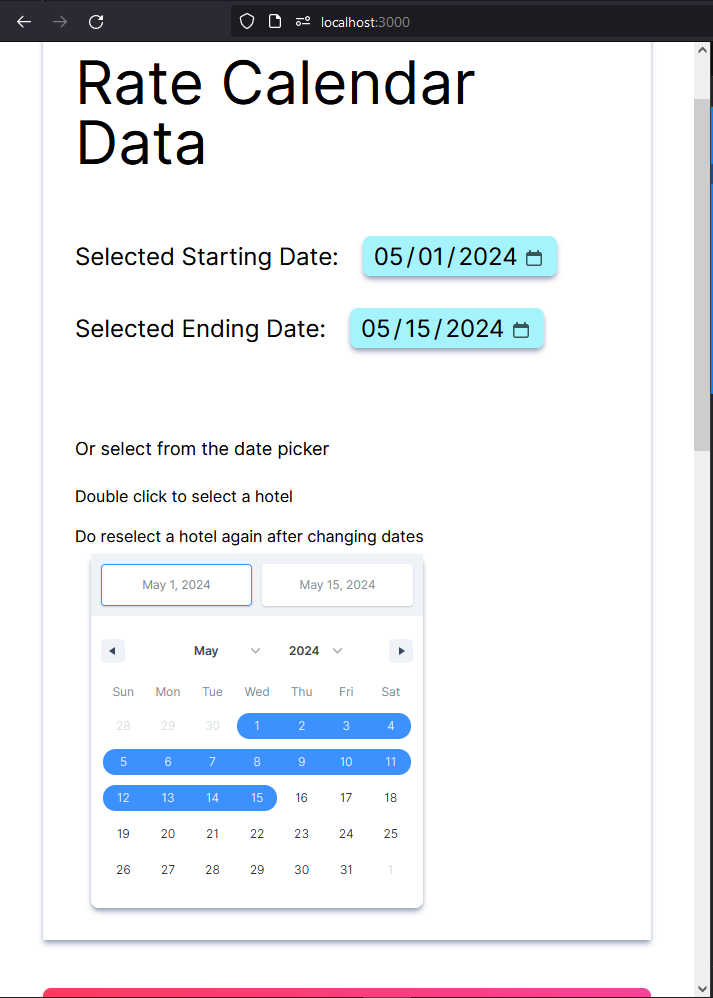 localhost:3000
Rate Calendar
Data
Selected Starting Date: 05/01/2024
Selected Ending Date: 05/15/2024
Or select from the date picker
Double click to select a hotel
Do reselect a hotel again after changing dates
May 1, 2024 May 15, 2024
May 2024
Sun Mon Tue Wed Thu Fri Sat
28 29 30 1 2 3 4
5 6 7 8 9 10 11
12 13 14 15 16 17 18
19 20 21 22 23 24 25
26 27 28 29 30 31 1